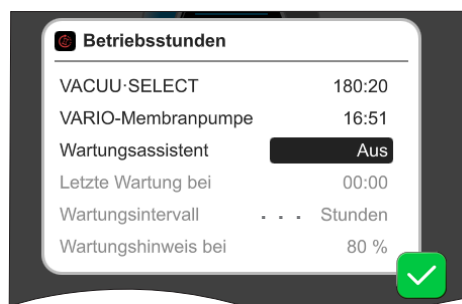 Betriebsstunden
VACUU·SELECT 180:20
VARIO-Membranpumpe 16:51
Wartungsassistent Aus
Letzte Wartung bei 00:00
Wartungsintervall - - - Stunden
Wartungshinweis bei 80 %